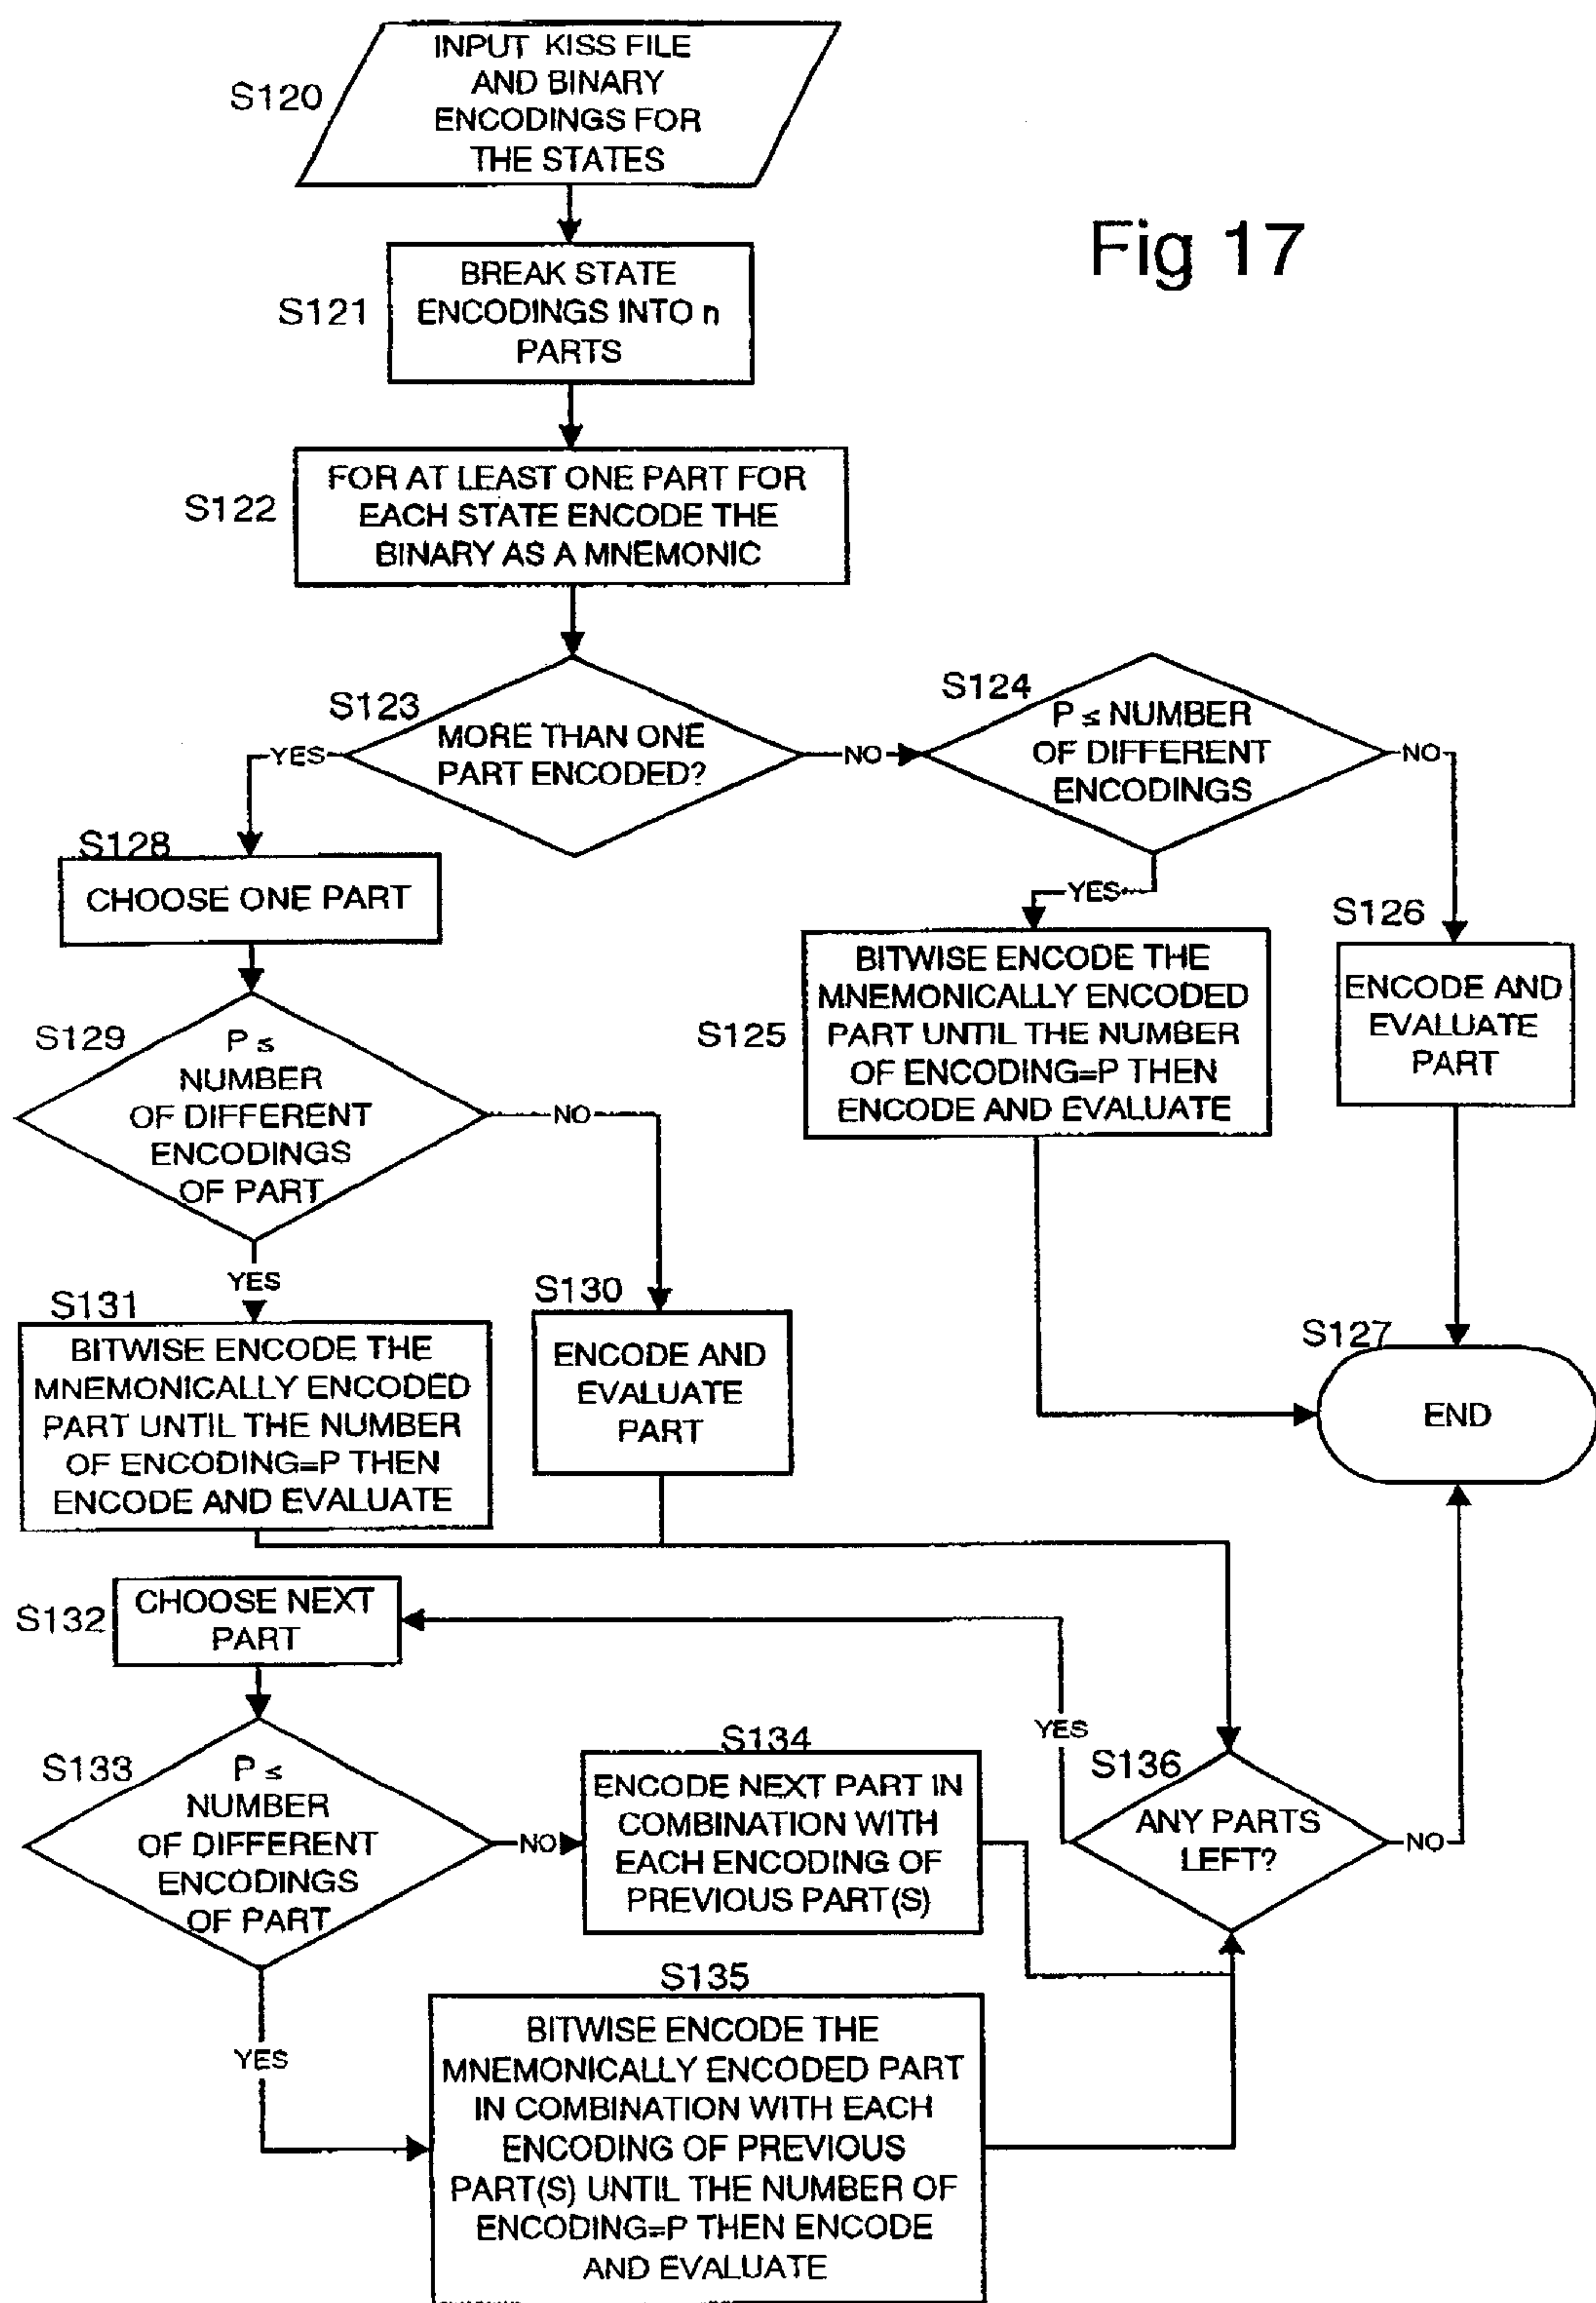 INPUT KISS FILE
AND BINARY
ENCODINGS FOR
THE STATES
S120
Fig 17
BREAK STATE
ENCODINGS INTO n
PARTS
S121
FOR AT LEAST ONE PART FOR
EACH STATE ENCODE THE
BINARY AS A MNEMONIC
S122
S123
MORE THAN ONE
PART ENCODED?
YES
NO
S124
P ≤ NUMBER
OF DIFFERENT
ENCODINGS
NO
YES
S128
CHOOSE ONE PART
S125
BITWISE ENCODE THE
MNEMONICALLY ENCODED
PART UNTIL THE NUMBER
OF ENCODING=P THEN
ENCODE AND EVALUATE
S126
ENCODE AND
EVALUATE
PART
S129
P ≤
NUMBER
OF DIFFERENT
ENCODINGS
OF PART
NO
YES
S131
BITWISE ENCODE THE
MNEMONICALLY ENCODED
PART UNTIL THE NUMBER
OF ENCODING=P THEN
ENCODE AND EVALUATE
S130
ENCODE AND
EVALUATE
PART
S127
END
S132
CHOOSE NEXT
PART
S133
P ≤
NUMBER
OF DIFFERENT
ENCODINGS
OF PART
NO
YES
S134
ENCODE NEXT PART IN
COMBINATION WITH
EACH ENCODING OF
PREVIOUS PART(S)
YES
S136
ANY PARTS
LEFT?
NO
S135
BITWISE ENCODE THE
MNEMONICALLY ENCODED PART
IN COMBINATION WITH EACH
ENCODING OF PREVIOUS
PART(S) UNTIL THE NUMBER OF
ENCODING=P THEN ENCODE
AND EVALUATE